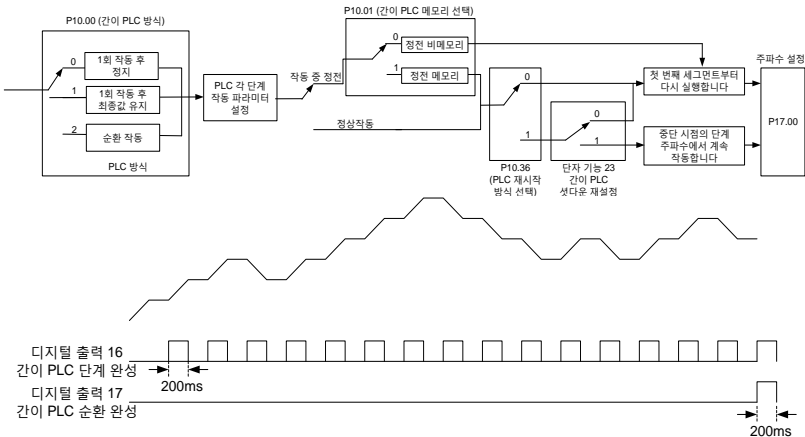 P10.00 (간이 PLC 방식)
0
1회 작동 후
정지
1
1회 작동 후
최종값 유지
2
순환 작동
PLC 방식
PLC 각 단계
작동 파라미터
설정
작동 중 정전
정상작동
P10.01 (간이 PLC 메모리 선택)
0
정전 비메모리
1
정전 메모리
0
1
P10.36
(PLC 재시작
방식 선택)
0
1
단자 기능 23
간이 PLC
셧다운 재설정
첫 번째 세그먼트부터
다시 실행합니다
중단 시점의 단계
주파수에서 계속
작동합니다
주파수 설정
P17.00
디지털 출력 16
간이 PLC 단계 완성
200ms
디지털 출력 17
간이 PLC 순환 완성
200ms